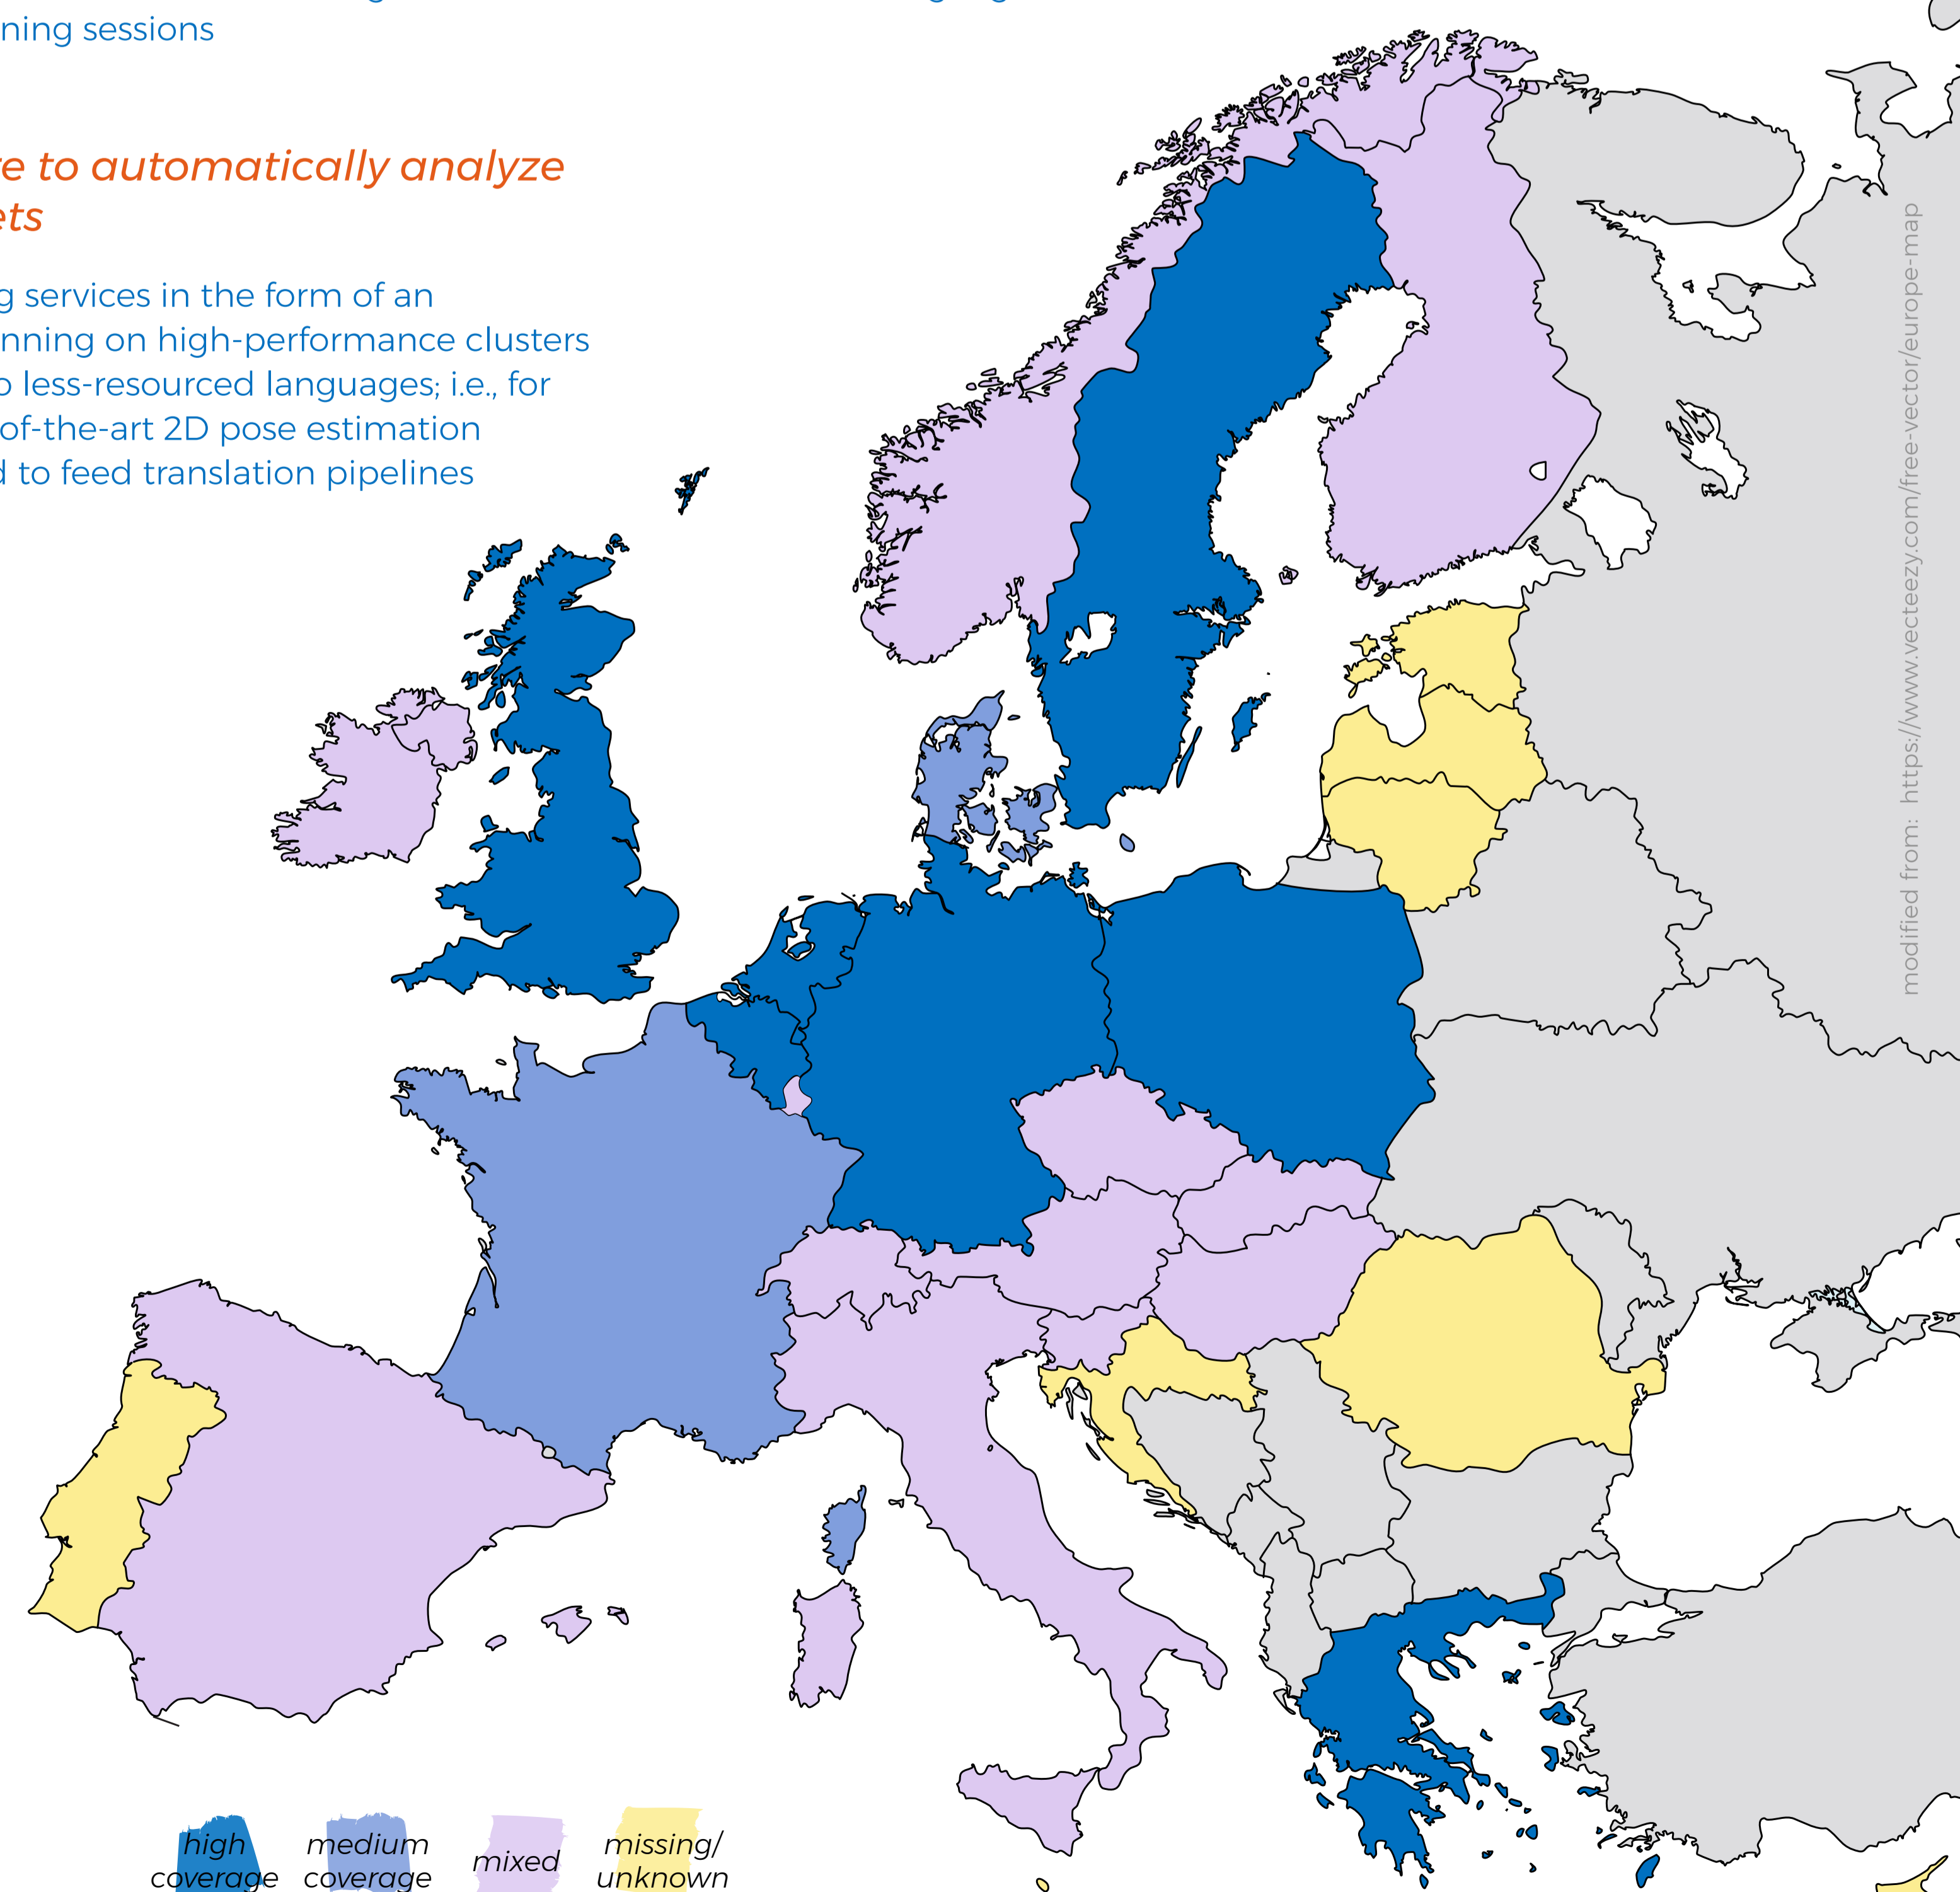 ning sessions
e to automatically analyze
ets
g services in the form of an
nning on high-performance clusters
o less-resourced languages; i.e., for
of-the-art 2D pose estimation
d to feed translation pipelines
modified from: https://www.vecteezy.com/free-vector/europe-map
high
coverage
medium
coverage
mixed
missing/
unknown